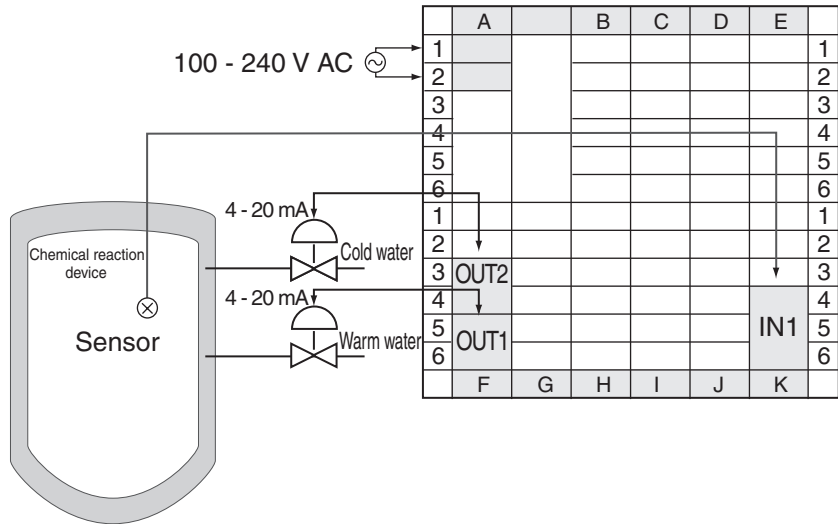 A B C D E
100 - 240 V AC
1 1
2 2
3 3
4 4
5 5
6 6
1 1
2 2
3 3
4 4
5 5
6 6
4 - 20 mA
Cold water
Chemical reaction
device
OUT2
4 - 20 mA
Sensor
Warm water
OUT1
IN1
F G H I J K